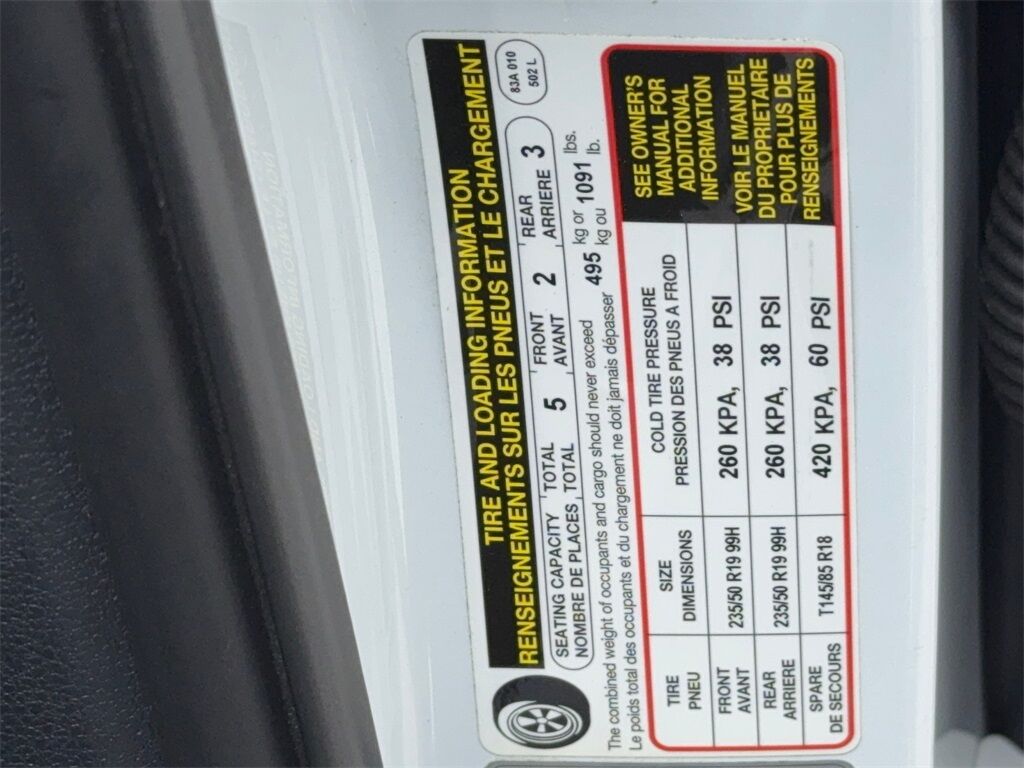 TIRE AND LOADING INFORMATION
RENSEIGNEMENTS SUR LES PNEUS ET LE CHARGEMENT
83A 010
502 L
SEATING CAPACITY TOTAL 5 FRONT 2 REAR 3
NOMBRE DE PLACES TOTAL AVANT ARRIERE
The combined weight of occupants and cargo should never exceed 495 kg or 1091 lbs.
Le poids total des occupants et du chargement ne doit jamais dépasser kg ou lb.
TIRE SIZE COLD TIRE PRESSURE
PNEU DIMENSIONS PRESSION DES PNEUS A FROID
FRONT
AVANT 235/50 R19 99H 260 KPA, 38 PSI
REAR
ARRIERE 235/50 R19 99H 260 KPA, 38 PSI
SPARE
DE SECOURS T145/85 R18 420 KPA, 60 PSI
SEE OWNER'S
MANUAL FOR
ADDITIONAL
INFORMATION
VOIR LE MANUEL
DU PROPRIETAIRE
POUR PLUS DE
RENSEIGNEMENTS